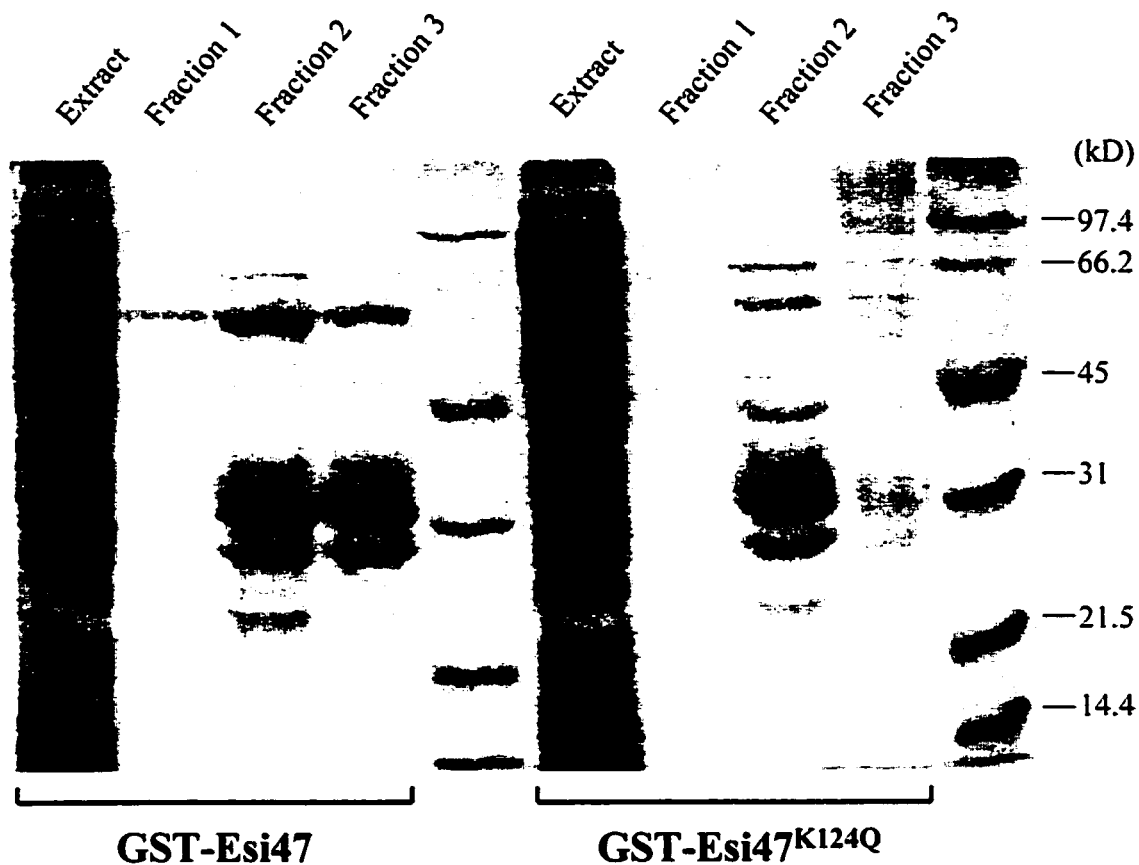 Extract Fraction 1 Fraction 2 Fraction 3 Extract Fraction 1 Fraction 2 Fraction 3
(kD)
97.4
66.2
45
31
21.5
14.4
GST-Esi47 GST-Esi47K124Q